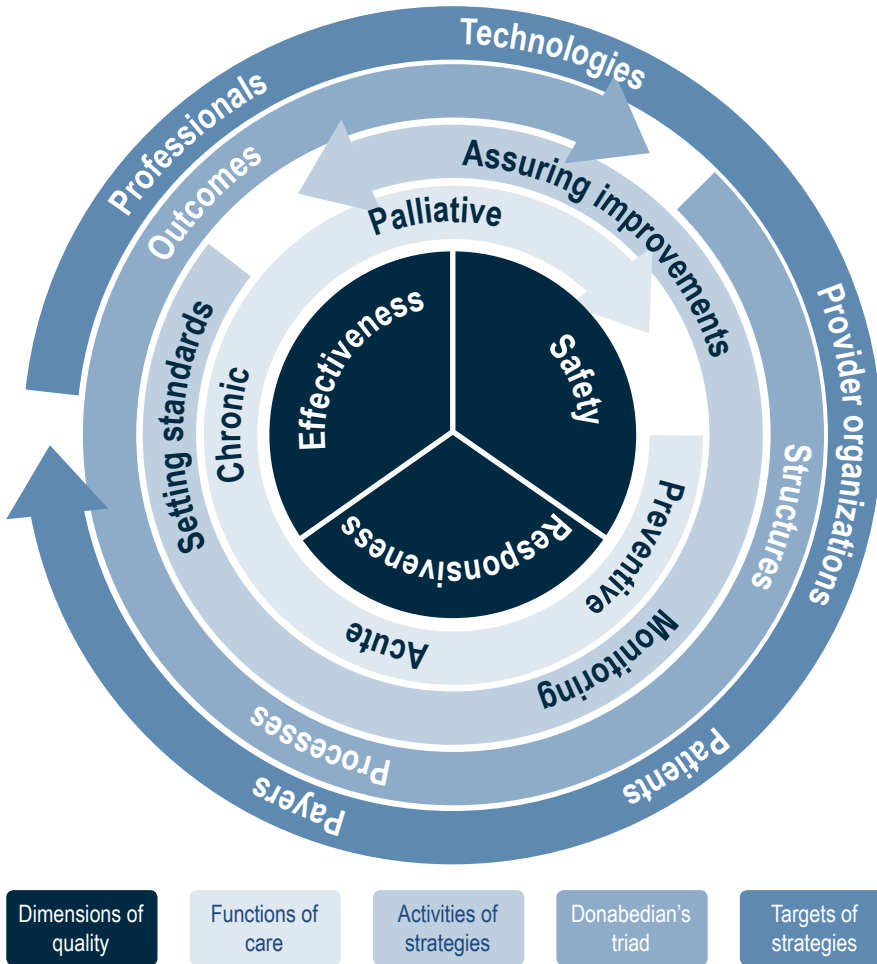 Technologies
Professionals
Outcomes
Assuring improvements
Palliative
Effectiveness
Safety
Provider organizations
Setting standards
Chronic
Structures
Preventive
Responsiveness
Acute
Monitoring
Processes
Patients
Payers
Dimensions of
quality
Functions of
care
Activities of
strategies
Donabedian's
triad
Targets of
strategies